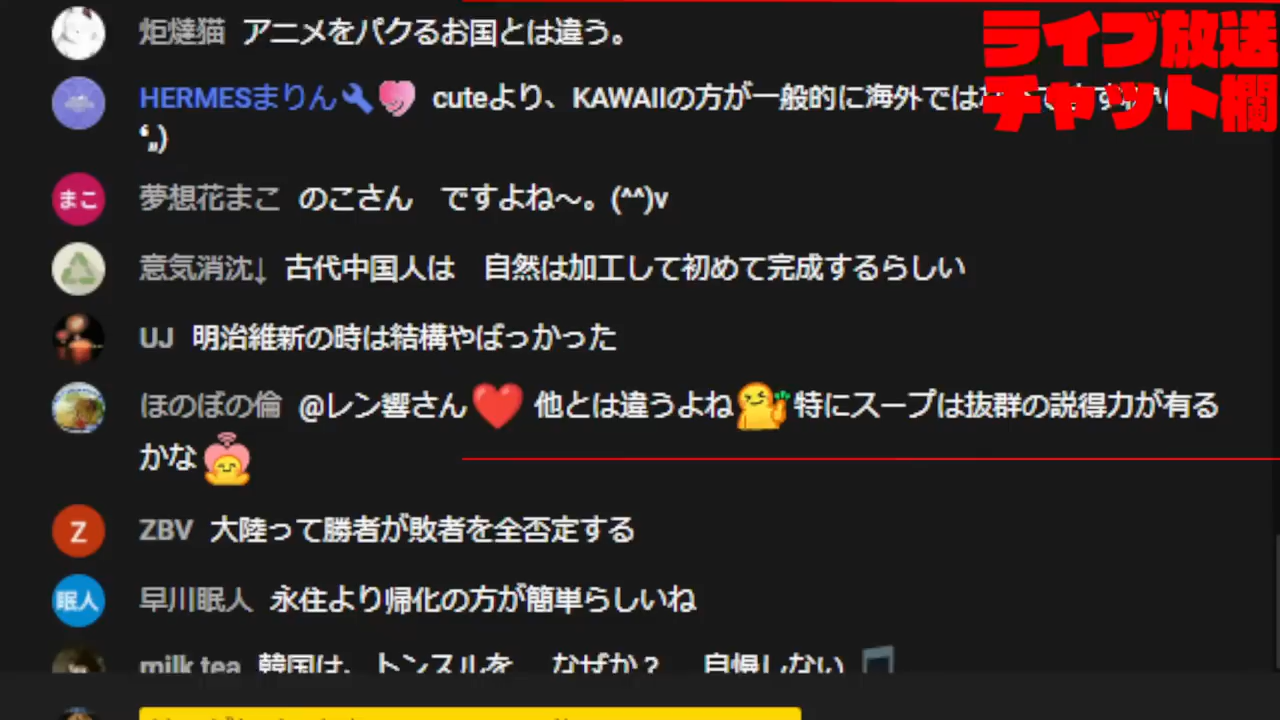 炬燵猫 アニメをパクるお国とは違う。
ライブ放送
チャット欄
HERMESまりん cuteより、KAWAIIの方が一般的に海外では
❛„)
まこ 夢想花まこ のこさん　ですよね〜。(^^)v
意気消沈↓ 古代中国人は　自然は加工して初めて完成するらしい
UJ 明治維新の時は結構やばっかった
ほのぼの倫 @レン響さん❤️ 他とは違うよね 特にスープは抜群の説得力が有る
かな
Z ZBV 大陸って勝者が敗者を全否定する
眠人 早川眠人 永住より帰化の方が簡単らしいね
milk tea 韓国は、トンスルを　なぜか？　自慢しない🎵